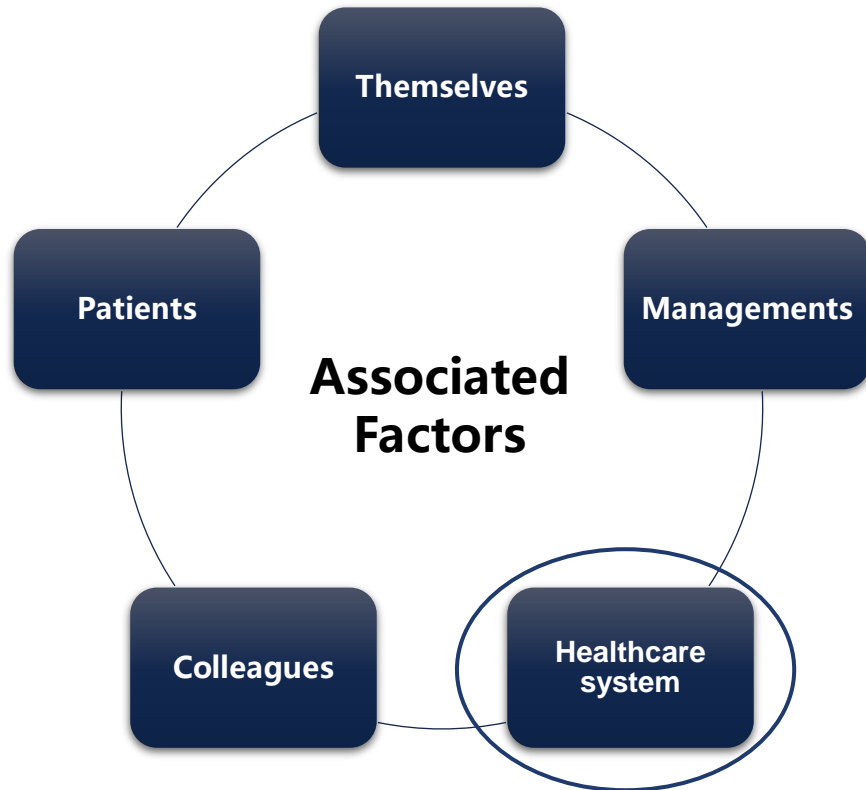 Themselves
Patients
Managements
Associated
Factors
Colleagues
Healthcare
system